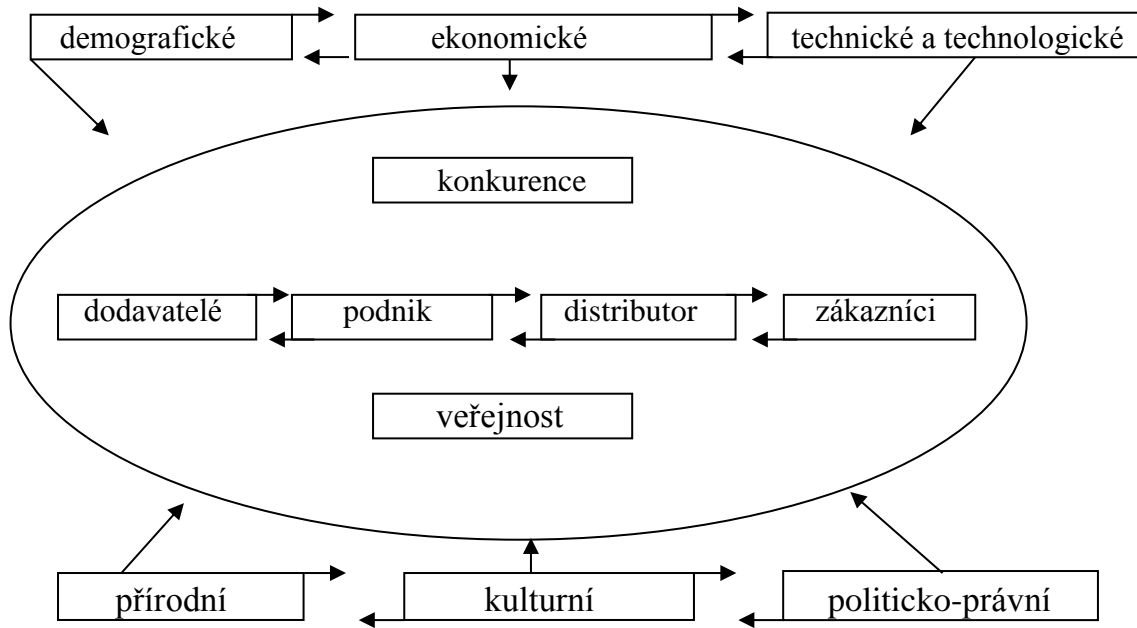 demografické ekonomické technické a technologické
konkurence
dodavatelé podnik distributor zákazníci
veřejnost
přírodní kulturní politicko-právní